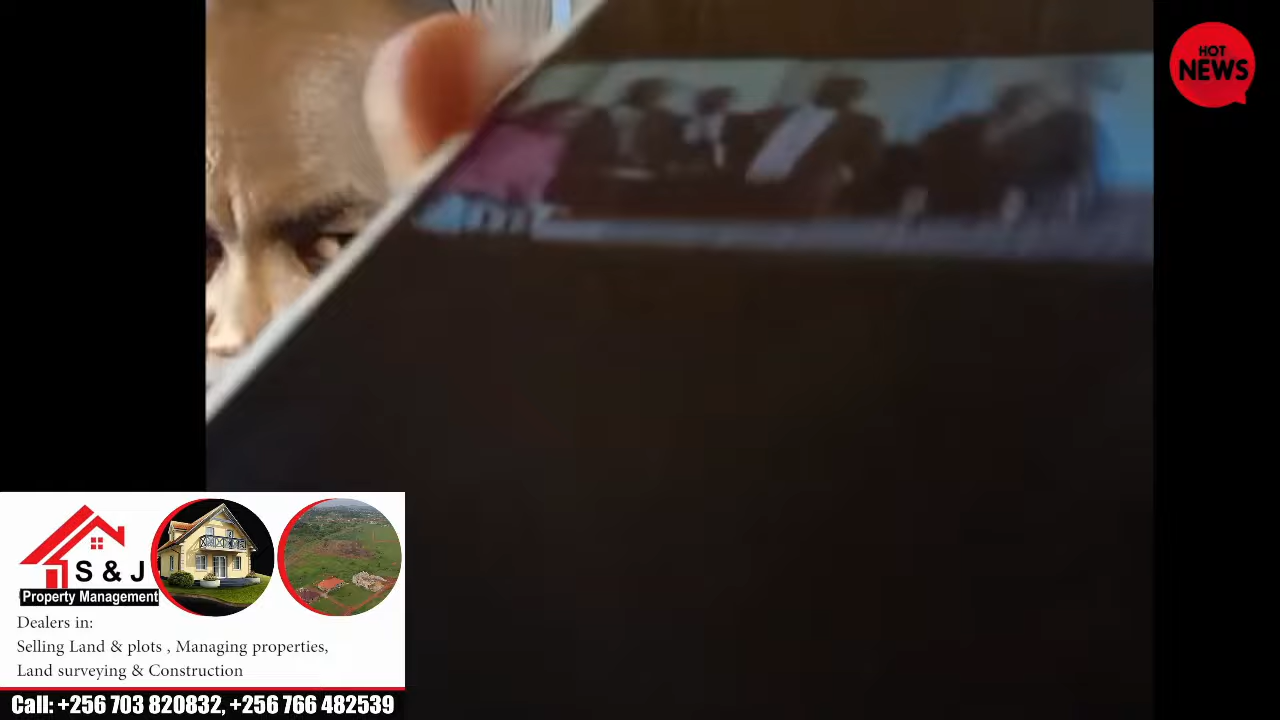 HOT
NEWS
S & J
Property Management
Dealers in:
Selling Land & plots , Managing properties,
Land surveying & Construction
Call: +256 703 820832, +256 766 482539